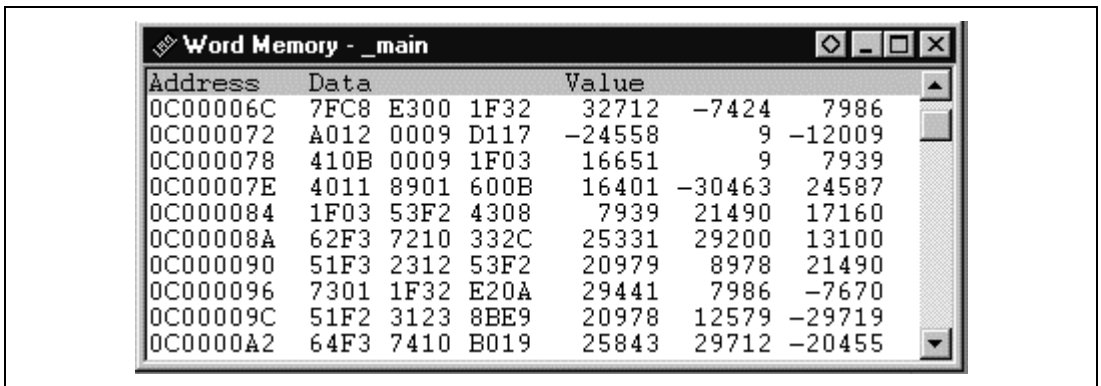 Word Memory - _main
Address Data Value
0C00006C 7FC8 E300 1F32 32712 -7424 7986
0C000072 A012 0009 D117 -24558 9 -12009
0C000078 410B 0009 1F03 16651 9 7939
0C00007E 4011 8901 600B 16401 -30463 24587
0C000084 1F03 53F2 4308 7939 21490 17160
0C00008A 62F3 7210 332C 25331 29200 13100
0C000090 51F3 2312 53F2 20979 8978 21490
0C000096 7301 1F32 E20A 29441 7986 -7670
0C00009C 51F2 3123 8BE9 20978 12579 -29719
0C0000A2 64F3 7410 B019 25843 29712 -20455